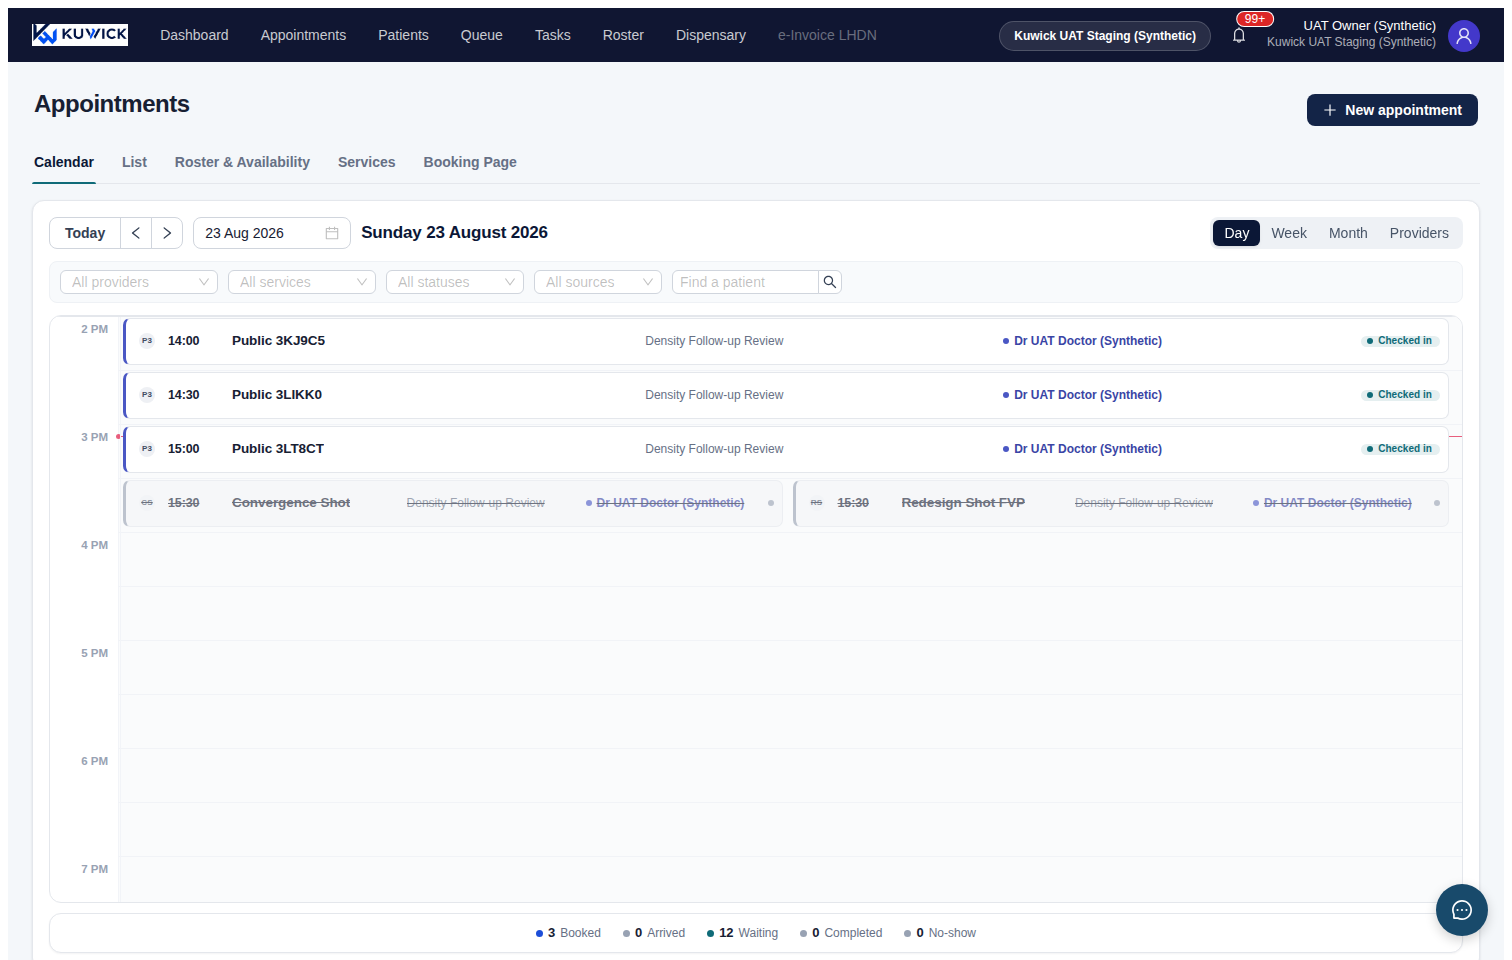 KUWICK Dashboard Appointments Patients Queue Tasks Roster Dispensary e-Invoice LHDN Kuwick UAT Staging (Synthetic) 99+ UAT Owner (Synthetic)
Kuwick UAT Staging (Synthetic)
Appointments
New appointment
Calendar List Roster & Availability Services Booking Page
Today 23 Aug 2026 Sunday 23 August 2026 Day Week Month Providers
All providers All services All statuses All sources Find a patient
2 PM
P3 14:00 Public 3KJ9C5 Density Follow-up Review Dr UAT Doctor (Synthetic) Checked in
P3 14:30 Public 3LIKK0 Density Follow-up Review Dr UAT Doctor (Synthetic) Checked in
3 PM
P3 15:00 Public 3LT8CT Density Follow-up Review Dr UAT Doctor (Synthetic) Checked in
CS 15:30 Convergence Shot Density Follow-up Review Dr UAT Doctor (Synthetic) RS 15:30 Redesign Shot FVP Density Follow-up Review Dr UAT Doctor (Synthetic)
4 PM
5 PM
6 PM
7 PM
3 Booked 0 Arrived 12 Waiting 0 Completed 0 No-show